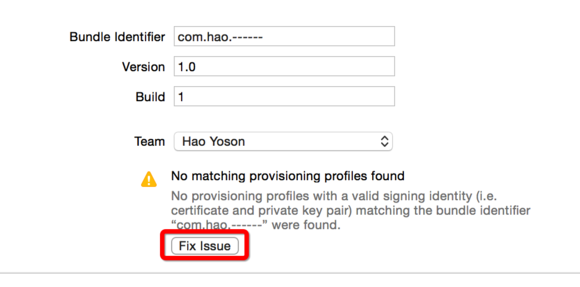 Bundle Identifier com.hao.------
Version 1.0
Build 1
Team Hao Yoson
No matching provisioning profiles found
No provisioning profiles with a valid signing identity (i.e.
certificate and private key pair) matching the bundle identifier
“com.hao.------” were found.
Fix Issue